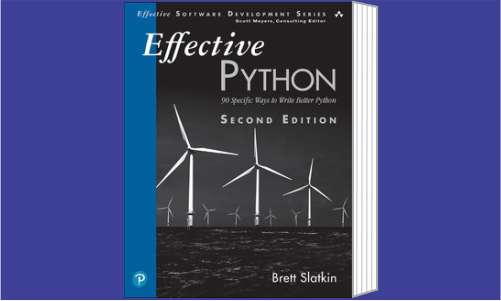 Effective SOFTWARE DEVELOPMENT SERIES
Scott Meyers, Consulting Editor
Effective
PYTHON
90 Specific Ways to Write Better Python
SECOND EDITION
Brett Slatkin
P